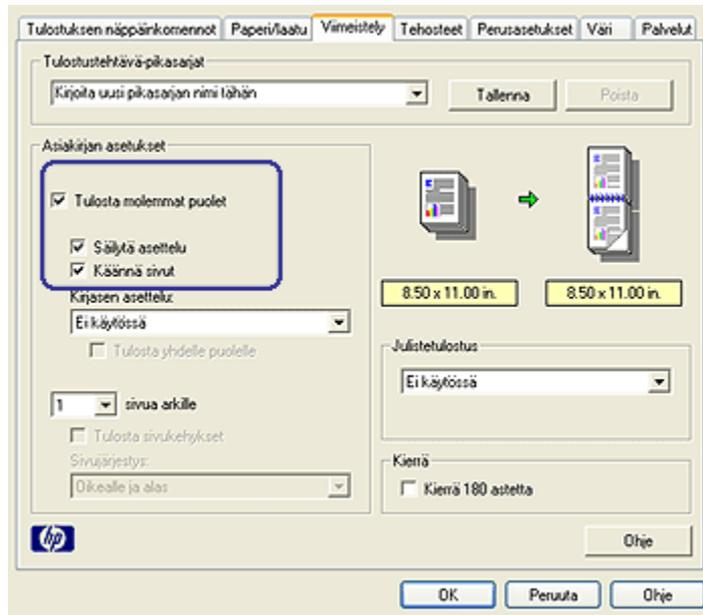 Tulostuksen näppäinkomennot Paperi/laatu Viimeistely Tehosteet Perusasetukset Väri Palvelut
Tulostustehtävä-pikasarjat
Kirjoita uusi pikasarjan nimi tähän
Tallenna
Poista
Asiakirjan asetukset
Tulosta molemmat puolet
Säilytä asettelu
Käännä sivut
Kirjasen asettelu:
Ei käytössä
Tulosta yhdelle puolelle
1 sivua arkille
Tulosta sivukehykset
Sivujärjestys:
Oikealle ja alas
8.50 x 11.00 in.
8.50 x 11.00 in.
Julistetulostus
Ei käytössä
Kierrä
Kierrä 180 astetta
hp
Ohje
OK
Peruuta
Ohje